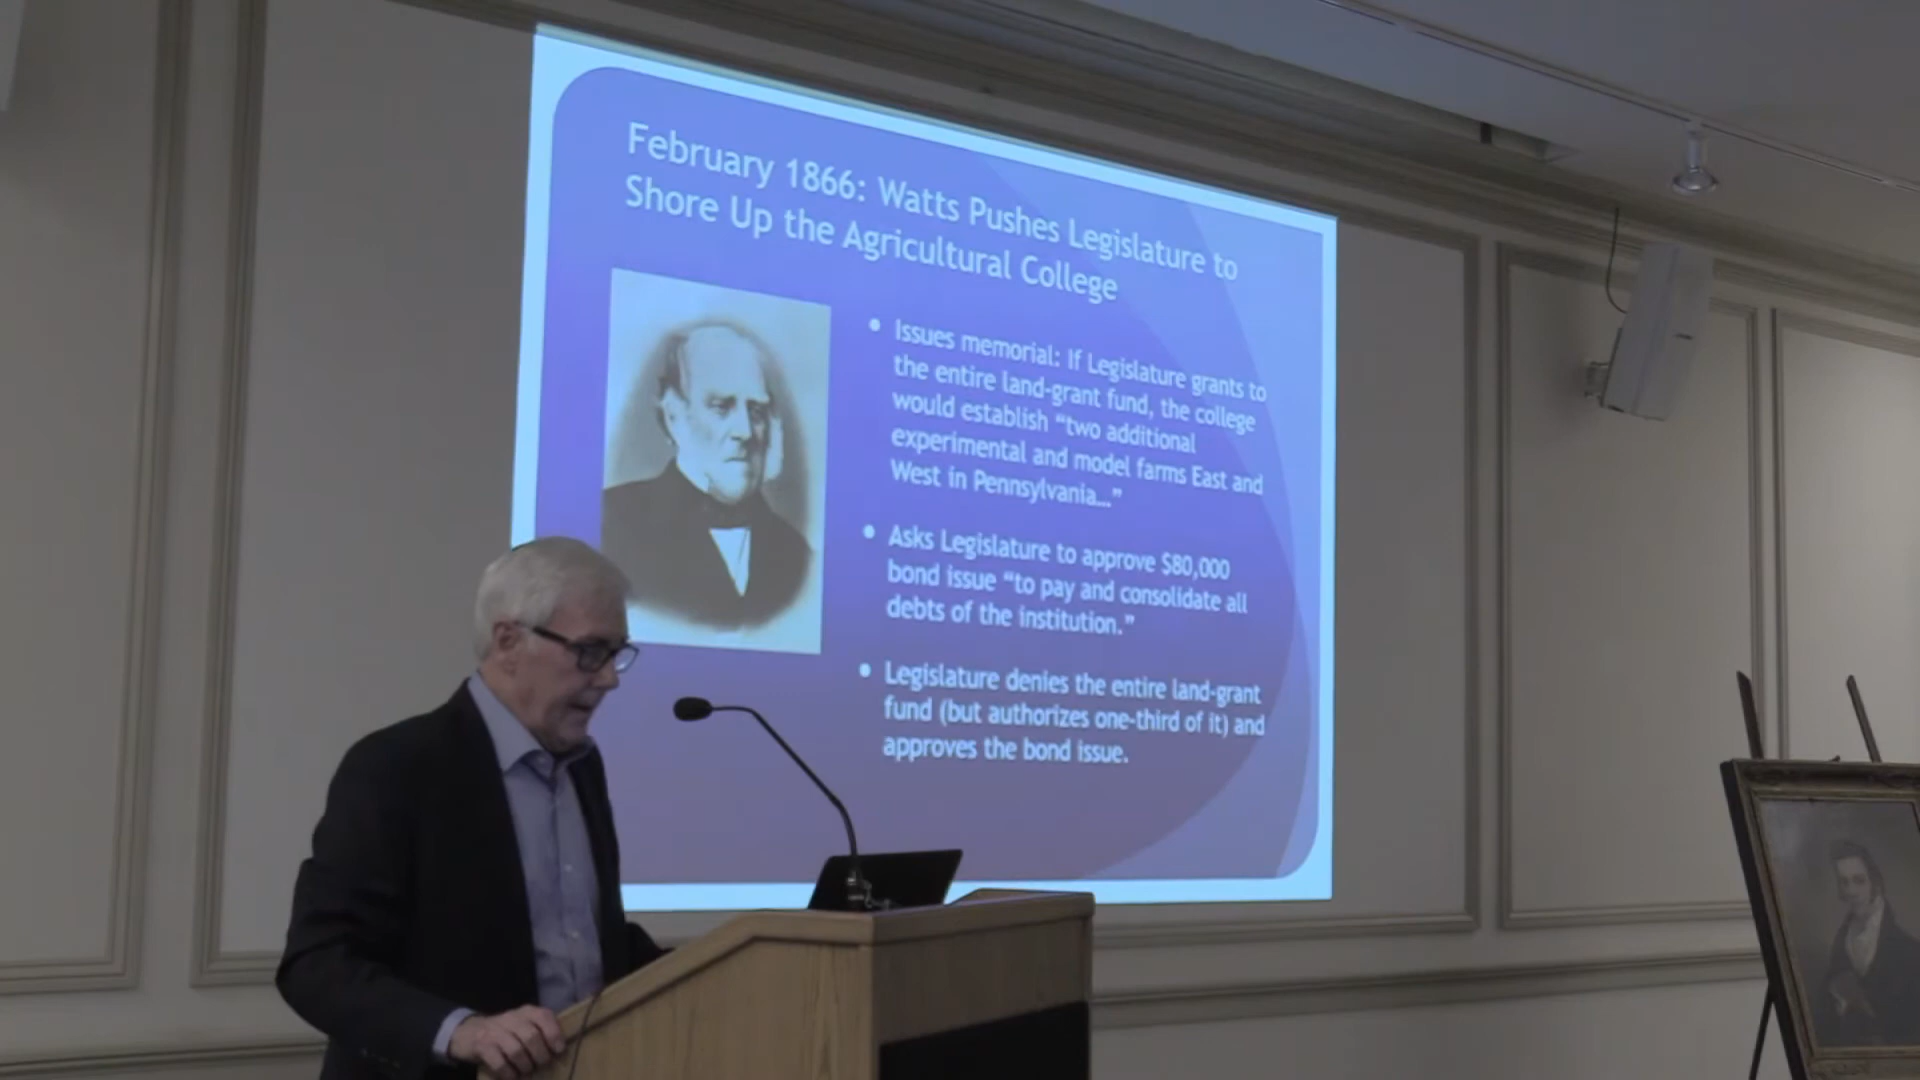 February 1866: Watts Pushes Legislature to
Shore Up the Agricultural College
• Issues memorial: If Legislature grants to
the entire land-grant fund, the college
would establish “two additional
experimental and model farms East and
West in Pennsylvania…”
• Asks Legislature to approve $80,000
bond issue “to pay and consolidate all
debts of the institution.”
• Legislature denies the entire land-grant
fund (but authorizes one-third of it) and
approves the bond issue.